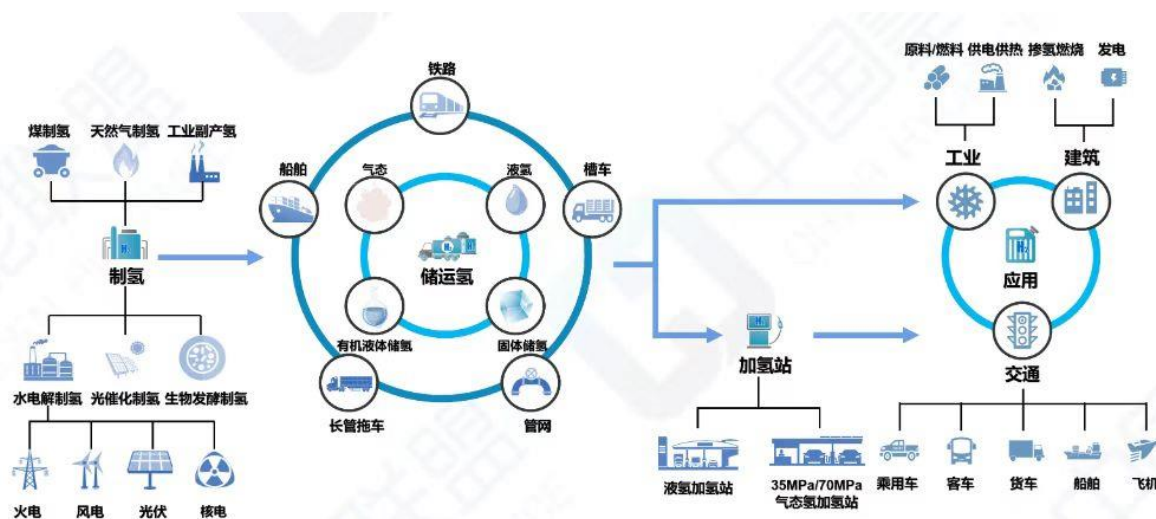 原料/燃料 供电供热 掺氢燃烧 发电
铁路
煤制氢 天然气制氢 工业副产氢
船舶 气态 液氢 槽车
工业 建筑
H₂
制氢
储运氢
H₂
应用
有机液体储氢 固体储氢
H₂
加氢站
交通
水电解制氢 光催化制氢 生物发酵制氢
长管拖车 管网
液氢加氢站
35MPa/70MPa
气态氢加氢站
乘用车 客车 货车 船舶 飞机
火电 风电 光伏 核电